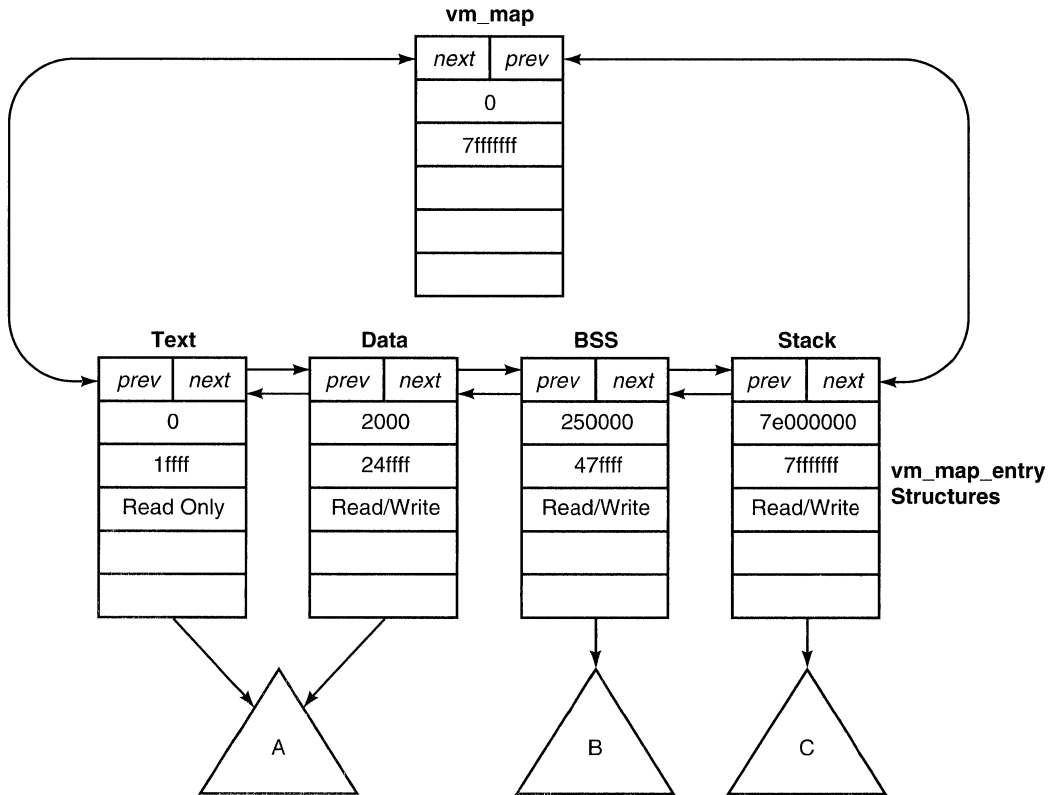 vm_map
next prev
0
7fffffff
Text Data BSS Stack
prev next prev next prev next prev next
0 2000 250000 7e000000
1ffff 24ffff 47ffff 7fffffff
vm_map_entry
Structures
Read Only Read/Write Read/Write Read/Write
A B C